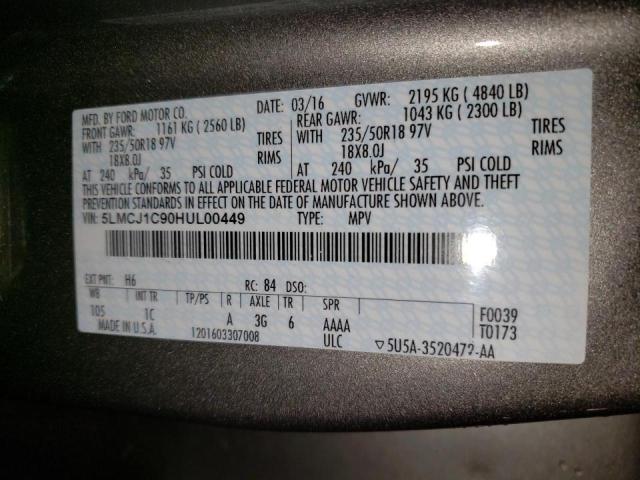 MFD. BY FORD MOTOR CO.
DATE: 03/16 GVWR: 2195 KG ( 4840 LB)
FRONT GAWR: 1161 KG ( 2560 LB)
REAR GAWR: 1043 KG ( 2300 LB)
WITH 235/50R18 97V TIRES
WITH 235/50R18 97V TIRES
18X8.0J RIMS
18X8.0J RIMS
AT 240 kPa/ 35 PSI COLD
AT 240 kPa/ 35 PSI COLD
THIS VEHICLE CONFORMS TO ALL APPLICABLE FEDERAL MOTOR VEHICLE SAFETY AND THEFT
PREVENTION STANDARDS IN EFFECT ON THE DATE OF MANUFACTURE SHOWN ABOVE.
VIN: 5LMCJ1C90HUL00449 TYPE: MPV
EXT PNT: H6 RC: 84 DSO:
WB INIT TR TP/PS R AXLE TR SPR
105 1C A 3G 6 AAAA F0039
MADE IN U.S.A. 1201603307008 ULC T0173
▽5U5A-3520472-AA